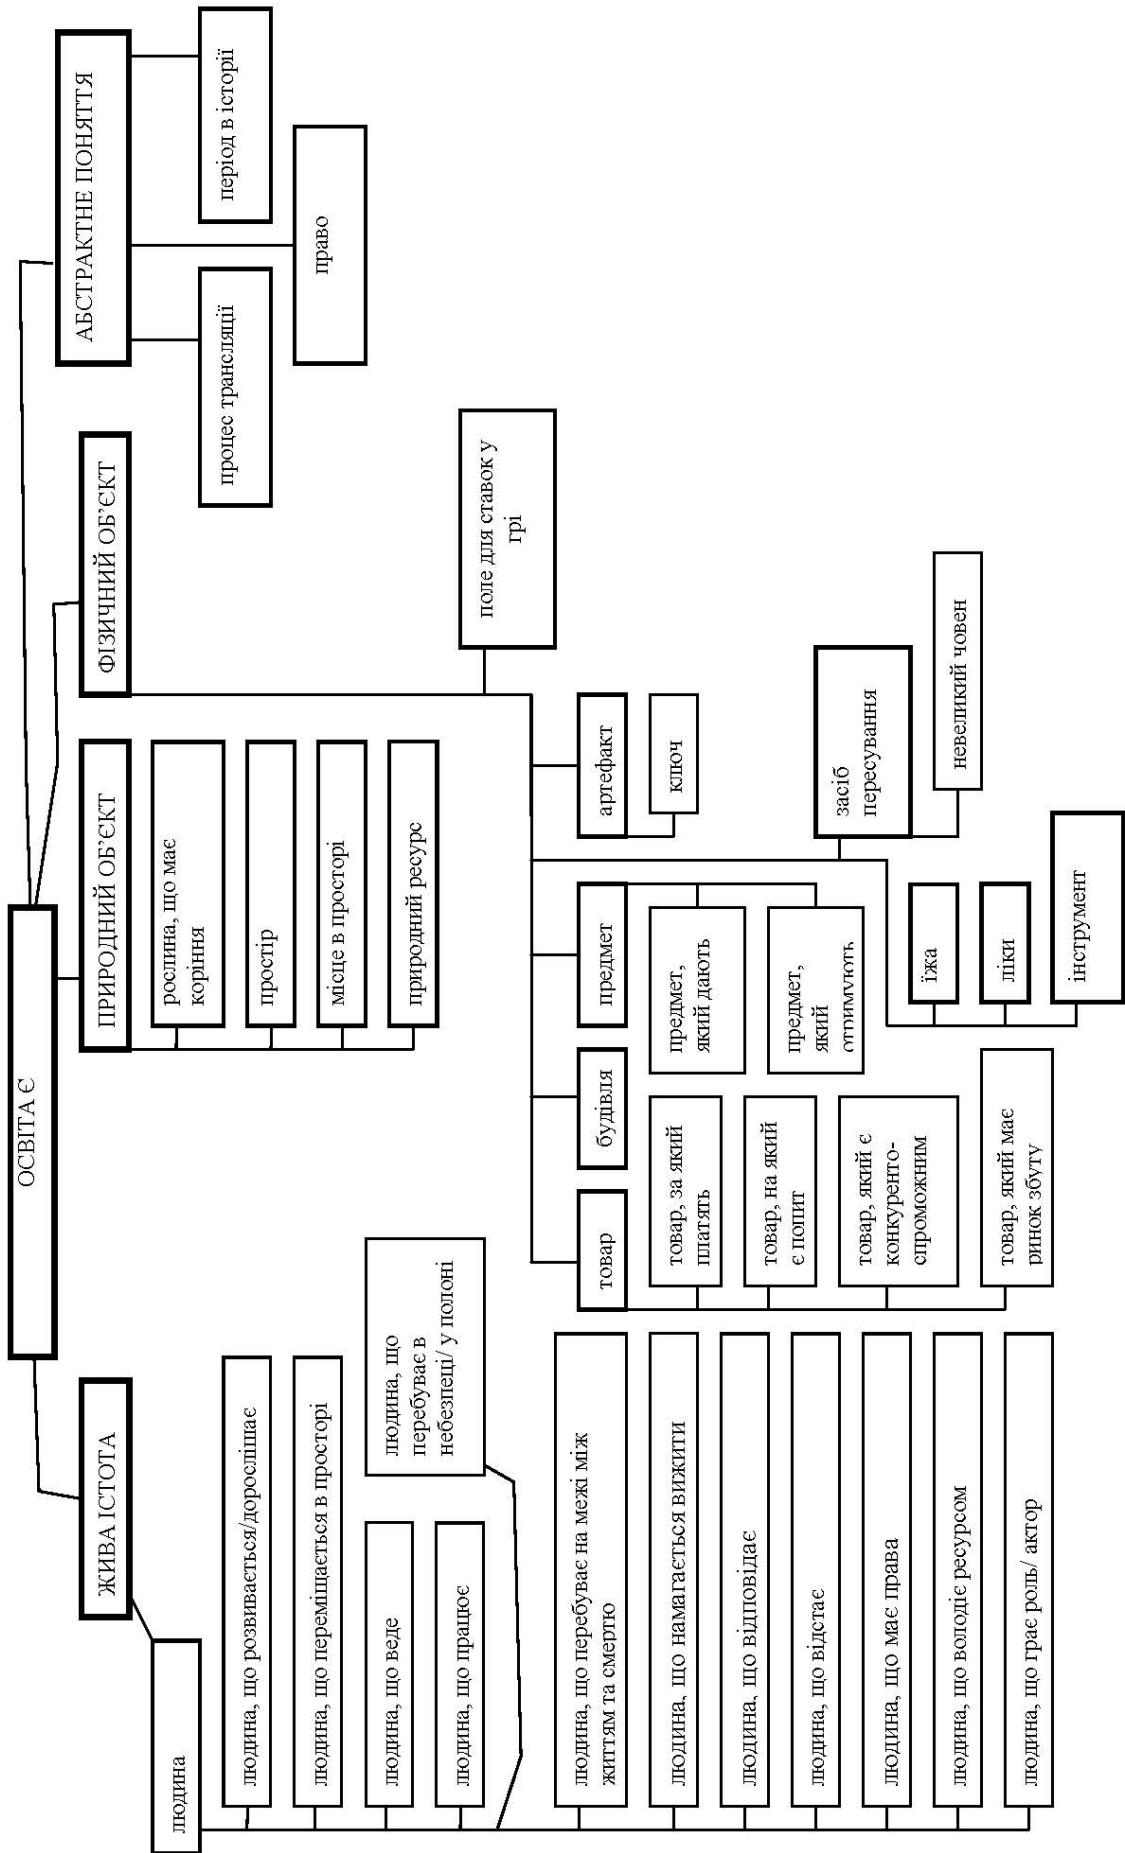 ОСВІТА Є
ЖИВА ІСТОТА
людина
людина, що розвивається/дорослішає
людина, що переміщається в просторі
людина, що веде
людина, що працює
людина, що
перебуває в
небезпеці/ у полоні
людина, що перебуває на межі між
життям та смертю
людина, що намагається вижити
людина, що відповідає
людина, що відстає
людина, що має права
людина, що володіє ресурсом
людина, що грає роль/ актор
ПРИРОДНИЙ ОБ’ЄКТ
рослина, що має
коріння
простір
місце в просторі
природний ресурс
ФІЗИЧНИЙ ОБ’ЄКТ
поле для ставок у
грі
товар
товар, за який
платять
товар, на який
є попит
товар, який є
конкуренто-
спроможним
товар, який має
ринок збуту
будівля
предмет
предмет,
який дають
предмет,
який
отримують
артефакт
ключ
засіб
пересування
невеликий човен
їжа
ліки
інструмент
АБСТРАКТНЕ ПОНЯТТЯ
процес трансляції
право
період в історії